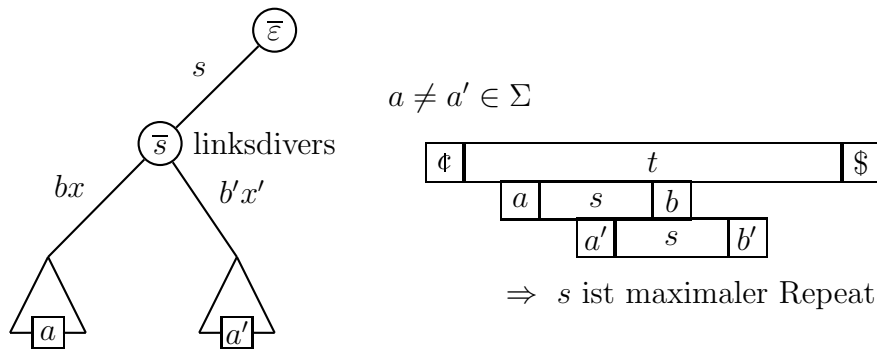 ε̅
s
s̅ linksdivers
bx b′x′
a a′
a ≠ a′ ∈ Σ
¢ t $
a s b
a′ s b′
⇒ s ist maximaler Repeat